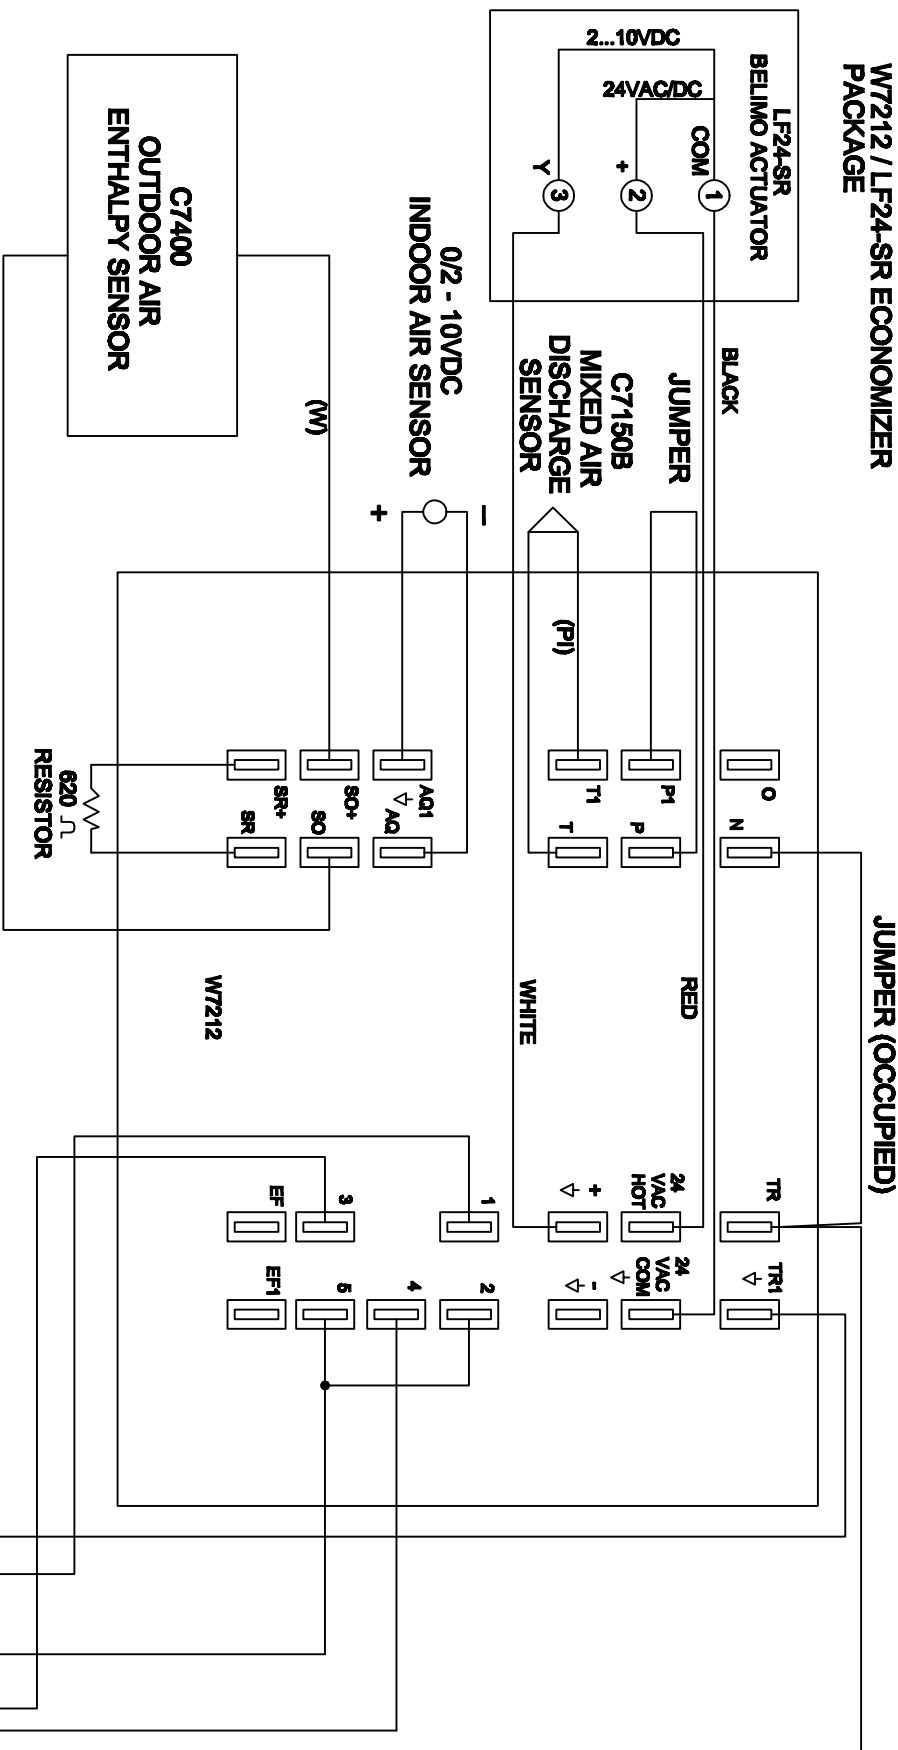 W7212 / LF24-SR ECONOMIZER
PACKAGE
JUMPER (OCCUPIED)
LF24-SR
BELIMO ACTUATOR
COM
1
+
2
Y
3
24VAC/DC
2...10VDC
BLACK
RED
WHITE
JUMPER
C7150B
MIXED AIR
DISCHARGE
SENSOR
(PI)
0/2 - 10VDC
INDOOR AIR SENSOR
–
+
C7400
OUTDOOR AIR
ENTHALPY SENSOR
(W)
O
N
P1
P
T1
T
AQ1
AQ
SO+
SO
SR+
SR
620
RESISTOR
W7212
TR
TR1
24
VAC
HOT
24
VAC
COM
+
-
1
2
4
3
5
EF
EF1